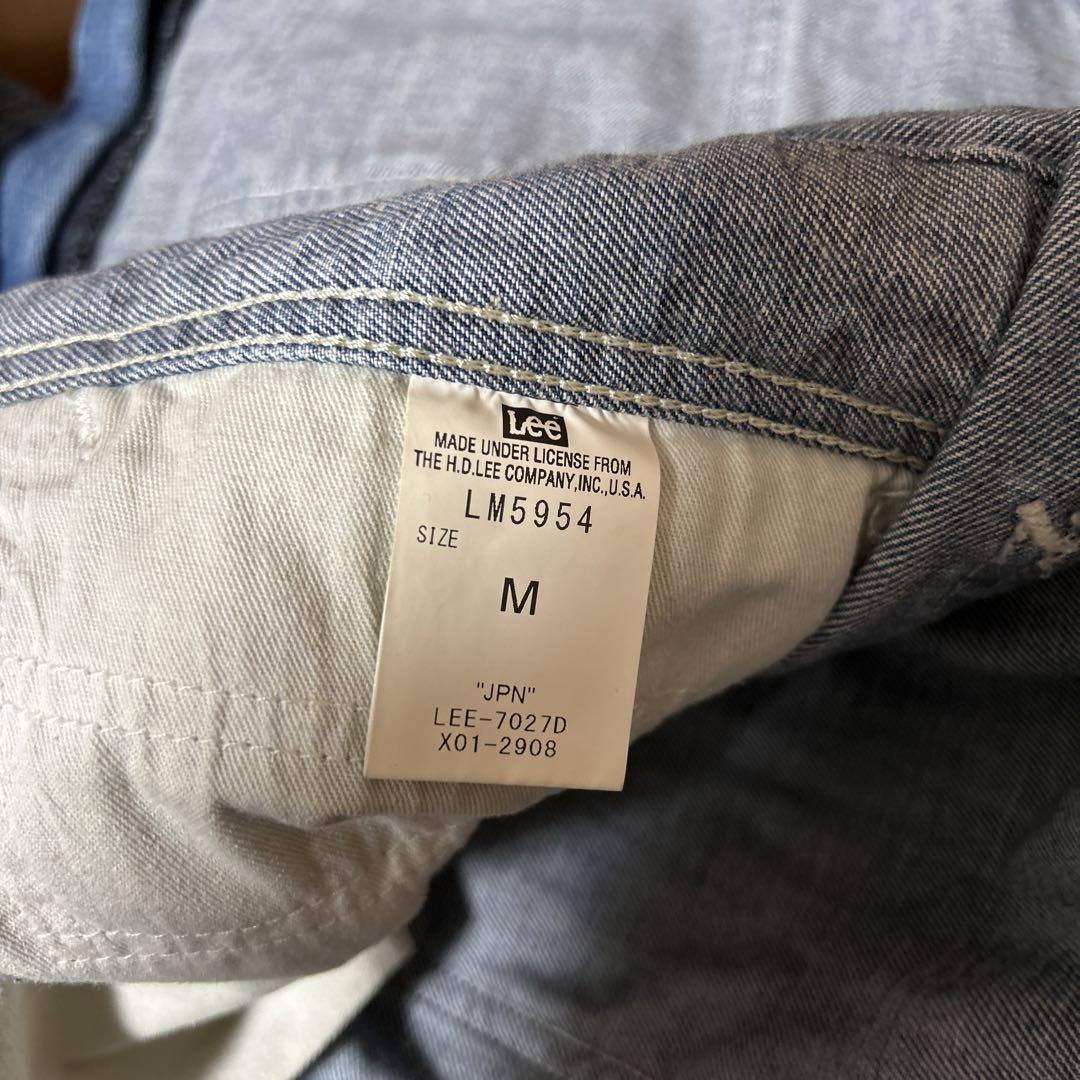 Lee
MADE UNDER LICENSE FROM
THE H.D.LEE COMPANY,INC.,U.S.A.
LM5954
SIZE
M
"JPN"
LEE-7027D
X01-2908